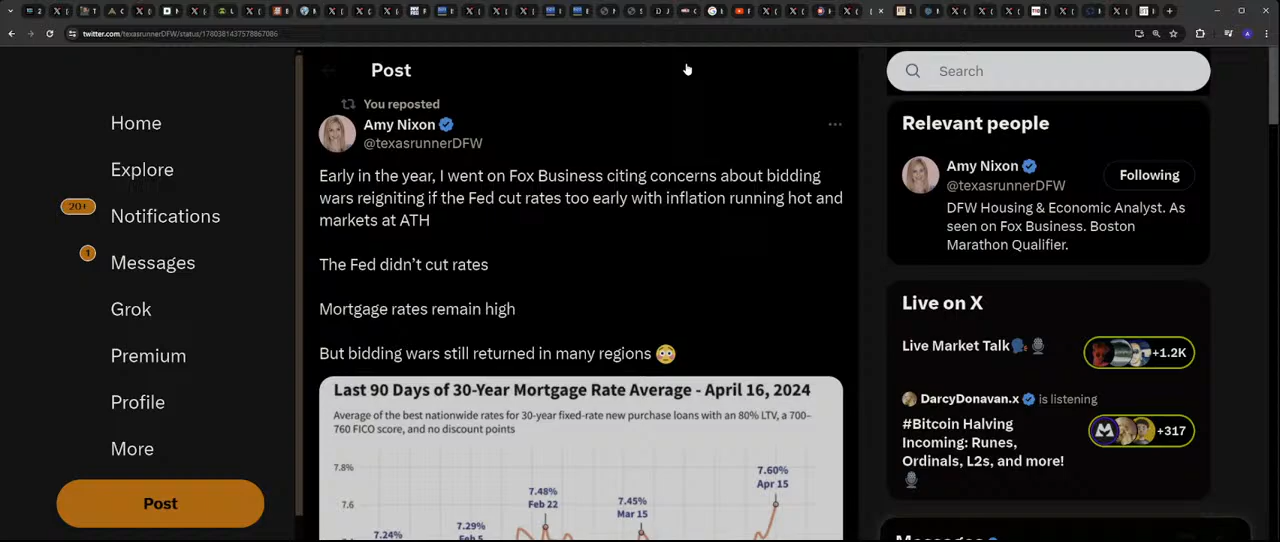 twitter.com/texasrunnerDFW/status/1780381437578867086
Home
Explore
20+
Notifications
1
Messages
Grok
Premium
Profile
More
Post
Post
You reposted
Amy Nixon
@texasrunnerDFW
Early in the year, I went on Fox Business citing concerns about bidding
wars reigniting if the Fed cut rates too early with inflation running hot and
markets at ATH
The Fed didn’t cut rates
Mortgage rates remain high
But bidding wars still returned in many regions 😳
Last 90 Days of 30-Year Mortgage Rate Average - April 16, 2024
Average of the best nationwide rates for 30-year fixed-rate new purchase loans with an 80% LTV, a 700–
760 FICO score, and no discount points
7.8%
7.60%
Apr 15
7.48%
Feb 22
7.45%
Mar 15
7.6
7.29%
Feb 5
7.24%
Search
Relevant people
Amy Nixon
@texasrunnerDFW
Following
DFW Housing & Economic Analyst. As
seen on Fox Business. Boston
Marathon Qualifier.
Live on X
Live Market Talk🗣️🎙️
+1.2K
DarcyDonavan.x is listening
#Bitcoin Halving
Incoming: Runes,
Ordinals, L2s, and more!
🎙️
+317
Messages